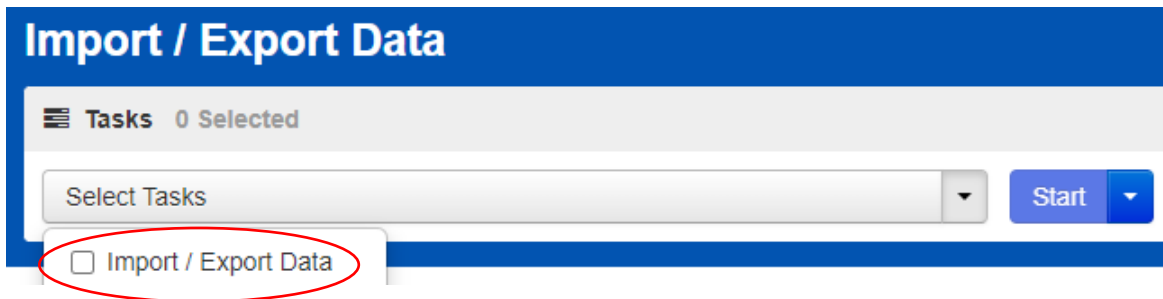 Import / Export Data
Tasks 0 Selected
Select Tasks Start
Import / Export Data